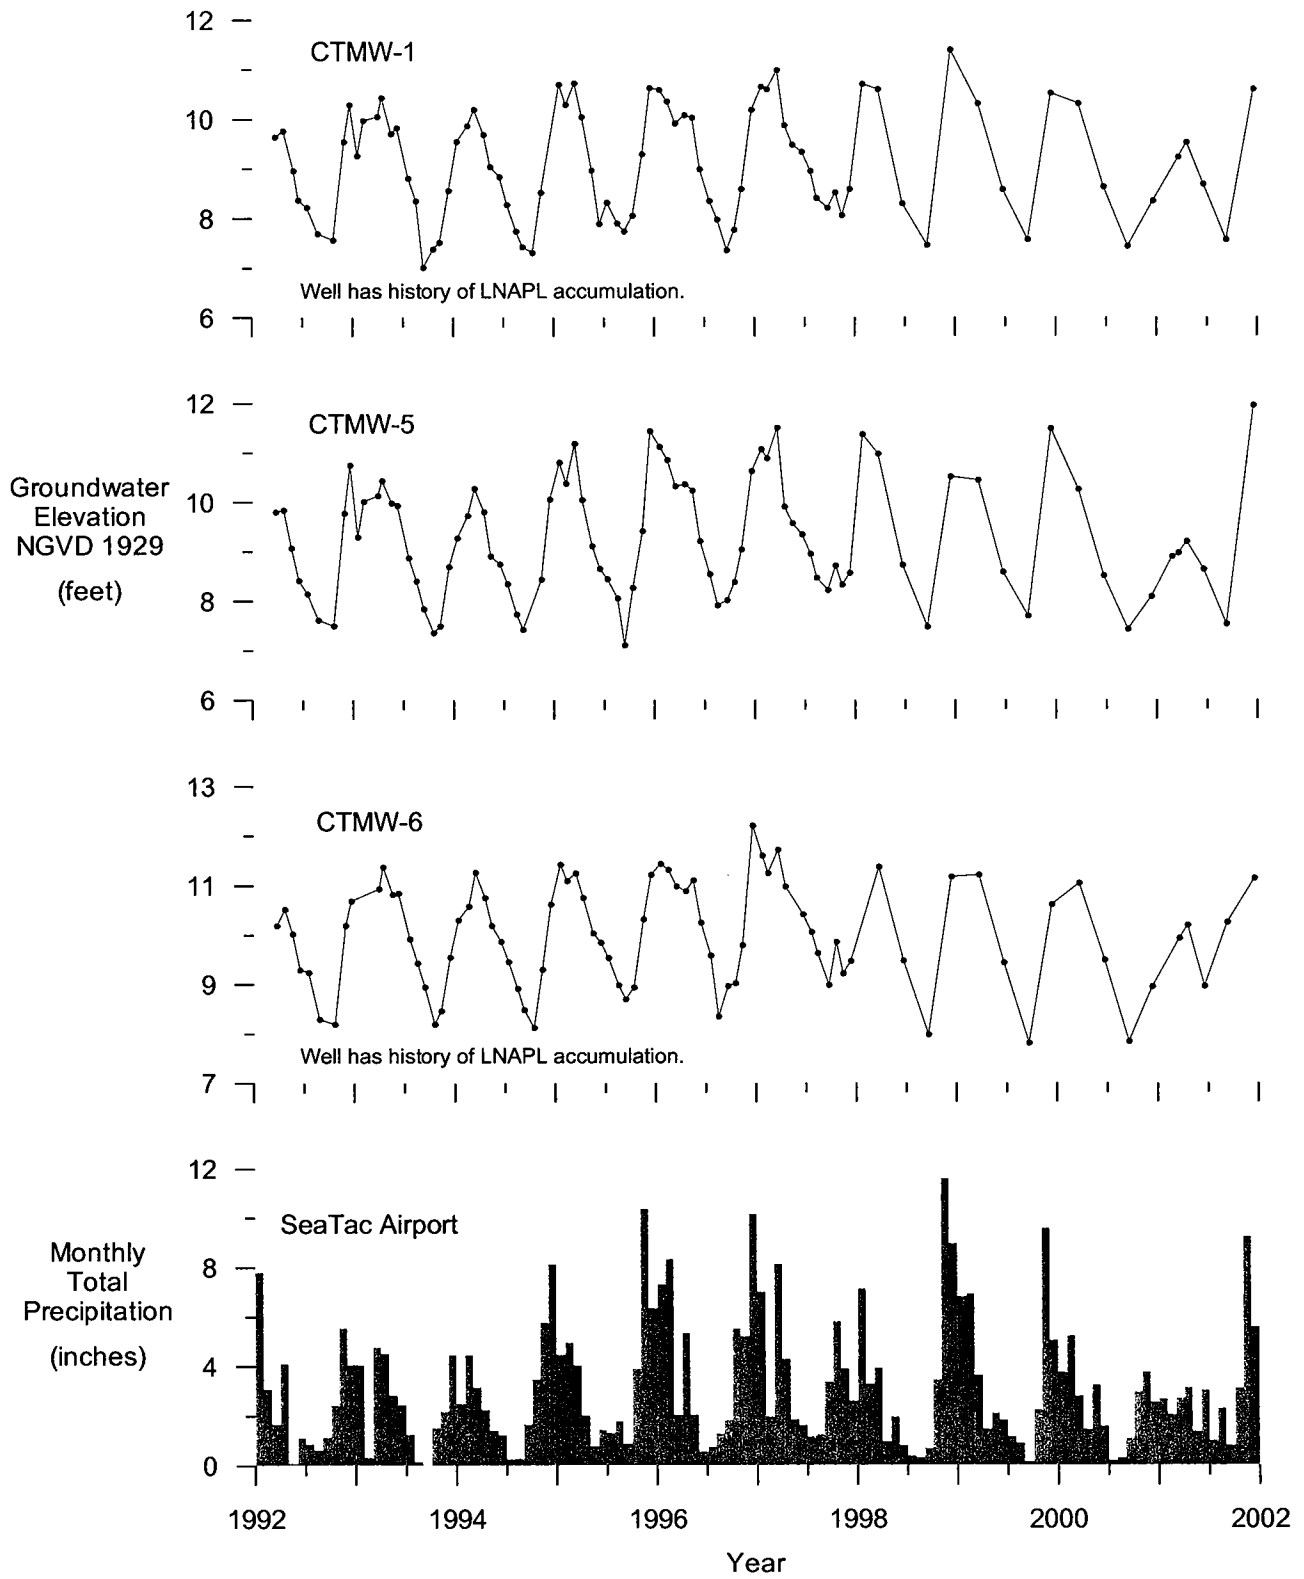 12
CTMW-1
10
8
Well has history of LNAPL accumulation.
6
12
CTMW-5
Groundwater
Elevation
NGVD 1929
(feet)
10
8
6
13
CTMW-6
11
9
Well has history of LNAPL accumulation.
7
12
SeaTac Airport
Monthly
Total
Precipitation
(inches)
8
4
0
1992 1994 1996 1998 2000 2002
Year